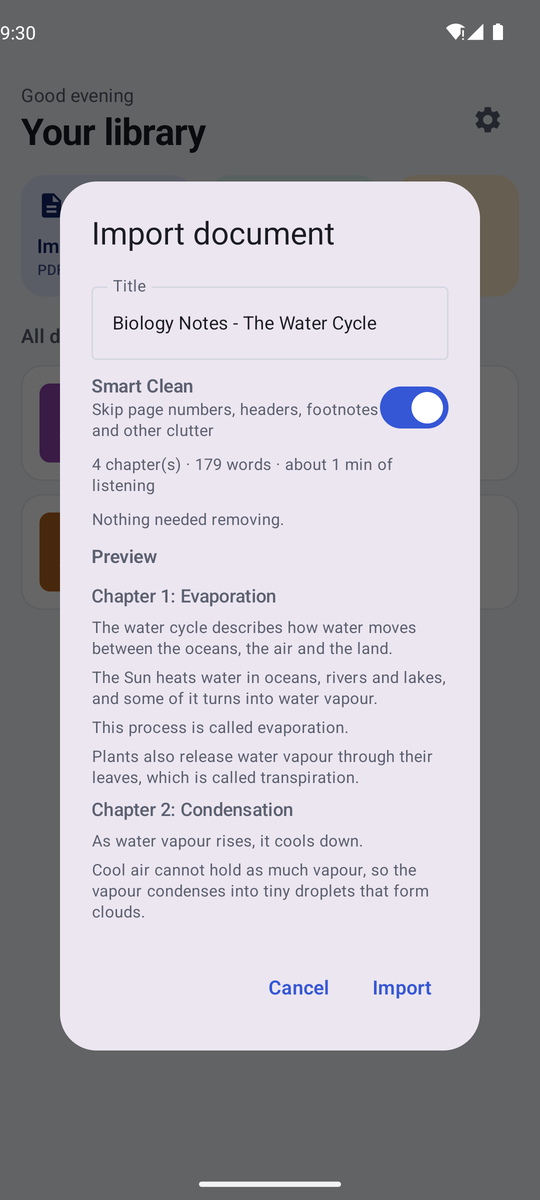 9:30
Good evening
Your library
Im
PDF
All d
Import document
Title
Biology Notes - The Water Cycle
Smart Clean
Skip page numbers, headers, footnotes
and other clutter
4 chapter(s) · 179 words · about 1 min of
listening
Nothing needed removing.
Preview
Chapter 1: Evaporation
The water cycle describes how water moves
between the oceans, the air and the land.
The Sun heats water in oceans, rivers and lakes,
and some of it turns into water vapour.
This process is called evaporation.
Plants also release water vapour through their
leaves, which is called transpiration.
Chapter 2: Condensation
As water vapour rises, it cools down.
Cool air cannot hold as much vapour, so the
vapour condenses into tiny droplets that form
clouds.
Cancel
Import